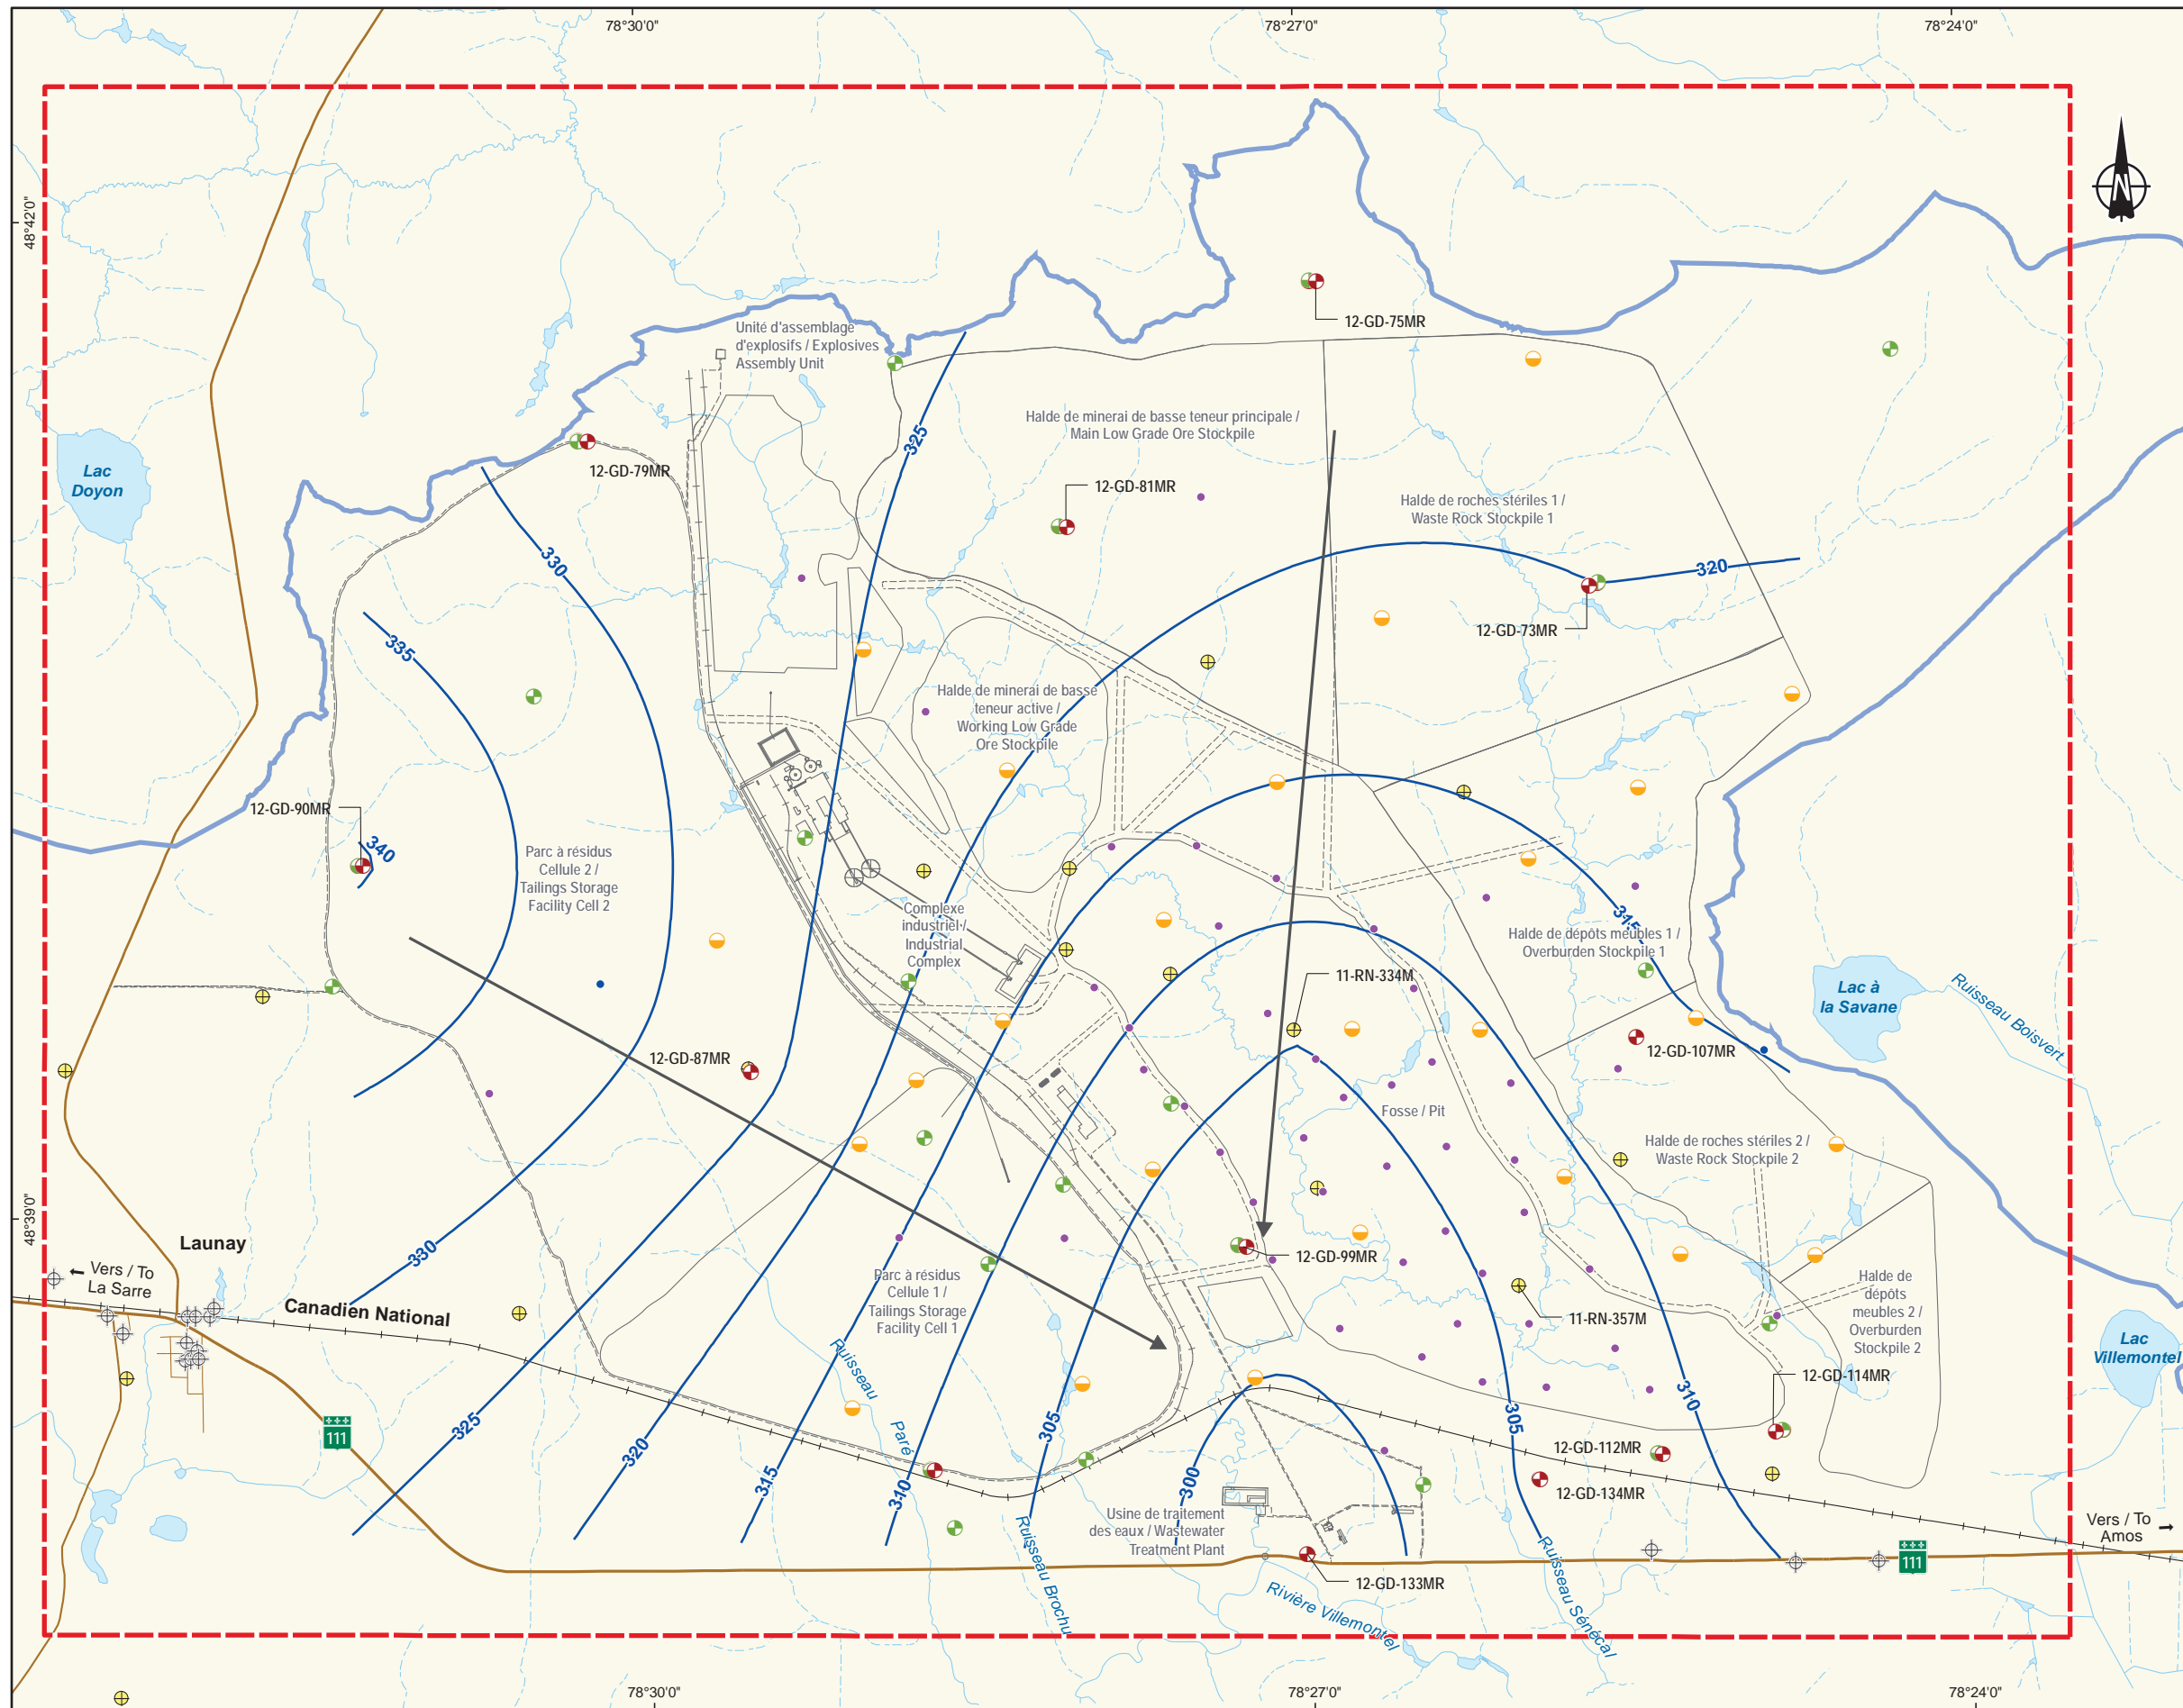 78°30'0"
78°27'0"
78°24'0"
48°42'0"
N
12-GD-75MR
Unité d'assemblage
d'explosifs / Explosives
Assembly Unit
325
Halde de minerai de basse teneur principale /
Main Low Grade Ore Stockpile
12-GD-79MR
Lac
Doyon
12-GD-81MR
Halde de roches stériles 1 /
Waste Rock Stockpile 1
330
320
335
12-GD-73MR
Halde de minerai de basse
teneur active /
Working Low Grade
Ore Stockpile
12-GD-90MR
340
Parc à résidus
Cellule 2 /
Tailings Storage
Facility Cell 2
Complexe
industriel /
Industrial
Complex
315
Halde de dépôts meubles 1 /
Overburden Stockpile 1
11-RN-334M
Lac à
la Savane
Ruisseau Boisvert
12-GD-87MR
12-GD-107MR
Fosse / Pit
Halde de roches stériles 2 /
Waste Rock Stockpile 2
48°39'0"
Launay
Vers / To
La Sarre
330
12-GD-99MR
Parc à résidus
Cellule 1 /
Tailings Storage
Facility Cell 1
Halde de
dépôts
meubles 2 /
Overburden
Stockpile 2
Canadien National
11-RN-357M
Lac
Villemontel
Ruisseau
Paré
12-GD-114MR
111
325
320
315
310
305
300
305
310
12-GD-112MR
12-GD-134MR
Usine de traitement
des eaux / Wastewater
Treatment Plant
Vers / To
Amos
111
Ruisseau Brochu
12-GD-133MR
Rivière Villemontel
Ruisseau Sénécal
78°30'0"
78°27'0"
78°24'0"